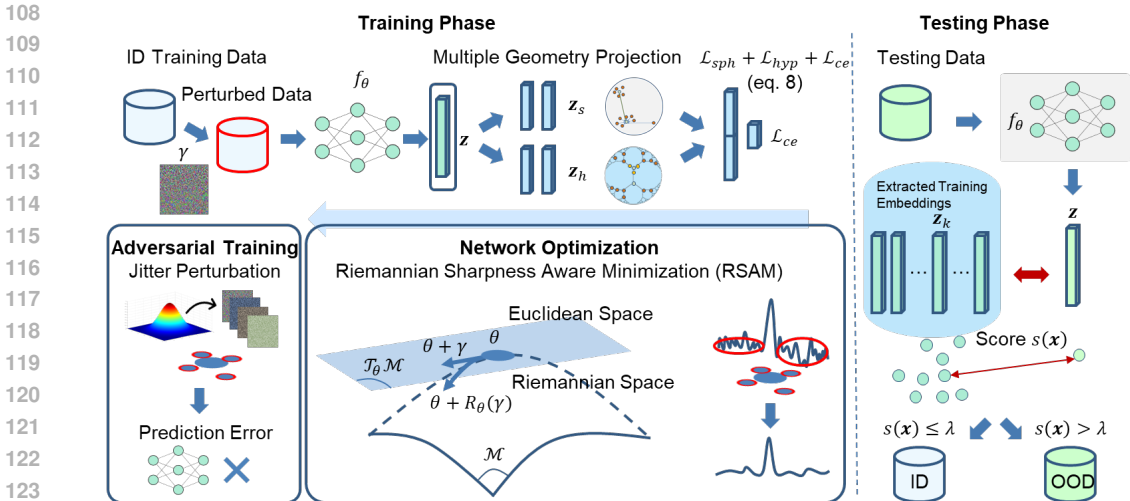 108
109
110
111
112
113
114
115
116
117
118
119
120
121
122
123
Training Phase
ID Training Data
Perturbed Data
γ
f_θ
z
Multiple Geometry Projection
z_s
z_h
ℒ_sph + ℒ_hyp + ℒ_ce
(eq. 8)
ℒ_ce
Adversarial Training
Jitter Perturbation
Prediction Error
Network Optimization
Riemannian Sharpness Aware Minimization (RSAM)
Euclidean Space
θ + γ
θ
𝒯_θ ℳ
Riemannian Space
θ + R_θ(γ)
ℳ
Testing Phase
Testing Data
f_θ
Extracted Training
Embeddings
z_k
z
... ...
Score s(x)
s(x) ≤ λ
s(x) > λ
ID
OOD